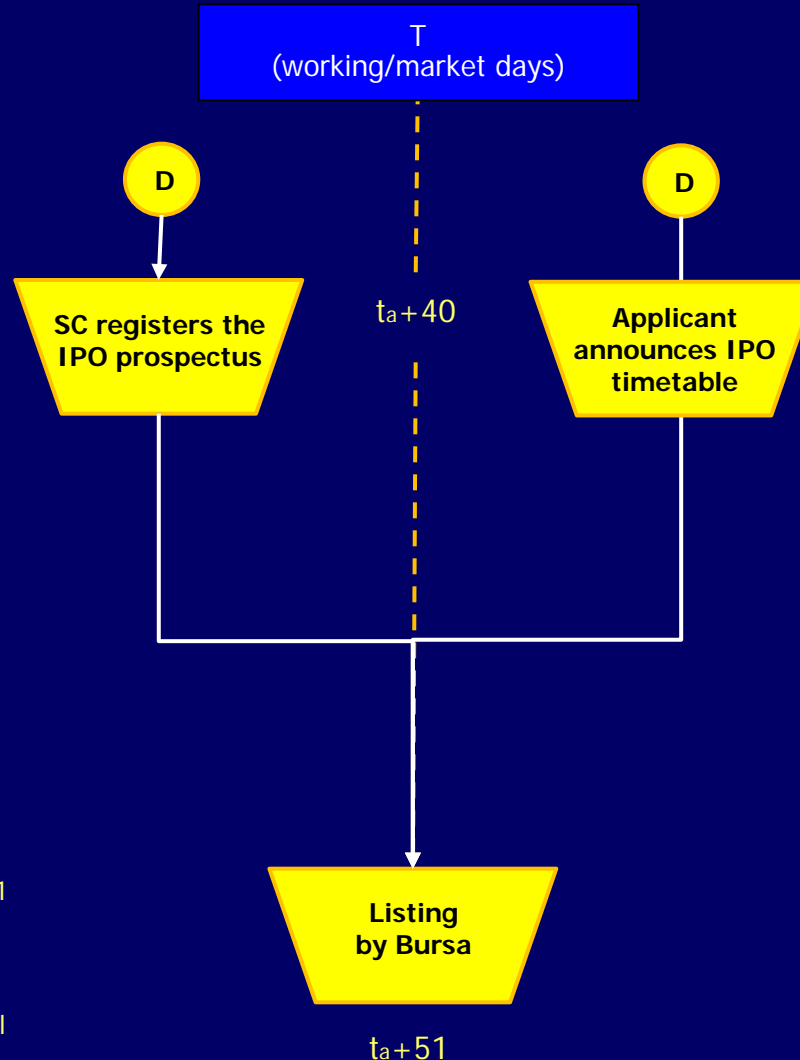 T
(working/market days)
D
D
SC registers the
IPO prospectus
ta+40
Applicant
announces IPO
timetable
Listing
by Bursa
ta+51